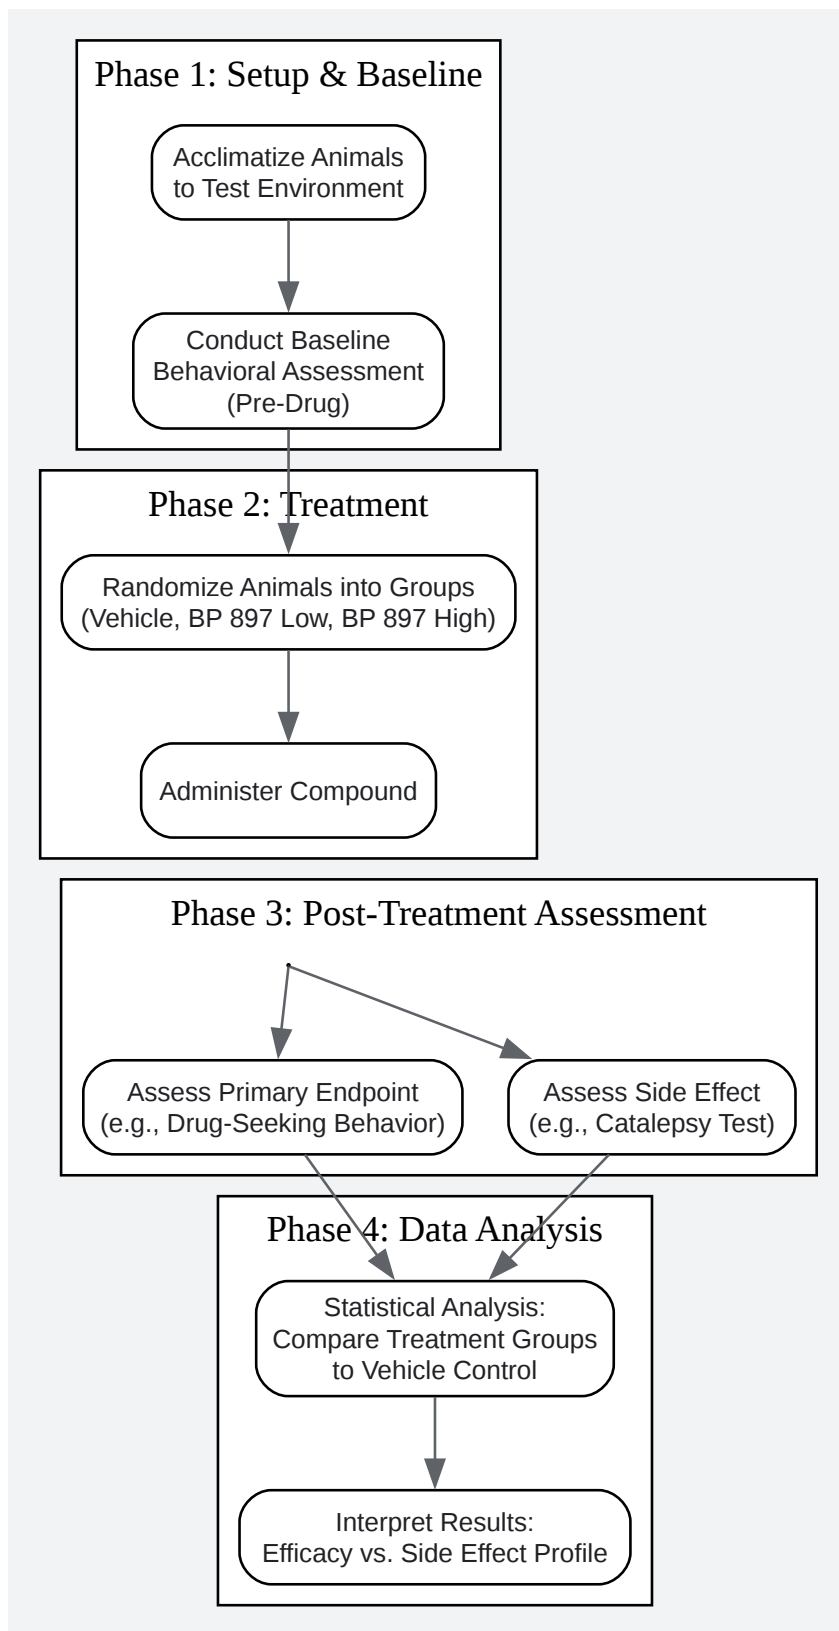 Phase 1: Setup & Baseline
Acclimatize Animals
to Test Environment
Conduct Baseline
Behavioral Assessment
(Pre-Drug)
Phase 2: Treatment
Randomize Animals into Groups
(Vehicle, BP 897 Low, BP 897 High)
Administer Compound
Phase 3: Post-Treatment Assessment
Assess Primary Endpoint
(e.g., Drug-Seeking Behavior)
Assess Side Effect
(e.g., Catalepsy Test)
Phase 4: Data Analysis
Statistical Analysis:
Compare Treatment Groups
to Vehicle Control
Interpret Results:
Efficacy vs. Side Effect Profile